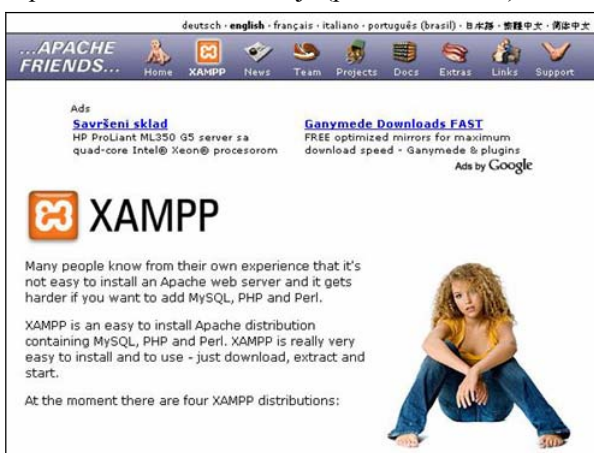 deutsch · english · français · italiano · português (brasil) · 日本語 · 繁體中文 · 简体中文
...APACHE
FRIENDS...
Home XAMPP News Team Projects Docs Extras Links Support
Ads
Savršeni sklad
HP ProLiant ML350 G5 server sa
quad-core Intel® Xeon® procesorom
Ganymede Downloads FAST
FREE optimized mirrors for maximum
download speed - Ganymede & plugins
Ads by Google
XAMPP
Many people know from their own experience that it's
not easy to install an Apache web server and it gets
harder if you want to add MySQL, PHP and Perl.
XAMPP is an easy to install Apache distribution
containing MySQL, PHP and Perl. XAMPP is really very
easy to install and to use - just download, extract and
start.
At the moment there are four XAMPP distributions: